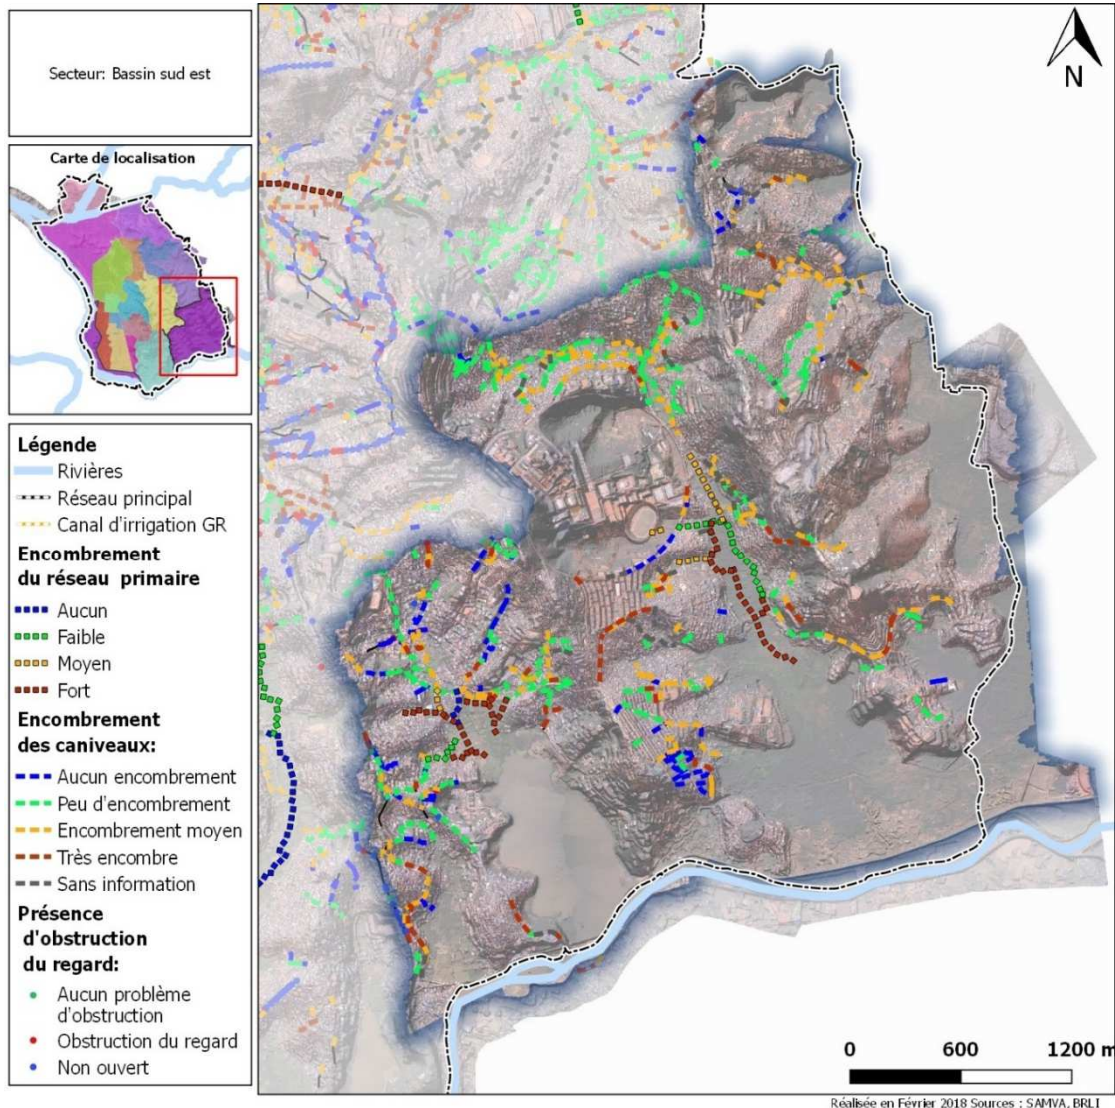 Secteur: Bassin sud est
Carte de localisation
Légende
Rivières
Réseau principal
Canal d'irrigation GR
Encombrement
du réseau primaire
Aucun
Faible
Moyen
Fort
Encombrement
des caniveaux:
Aucun encombrement
Peu d'encombrement
Encombrement moyen
Très encombre
Sans information
Présence
d'obstruction
du regard:
Aucun problème
d'obstruction
Obstruction du regard
Non ouvert
N
0 600 1200 m
Réalisée en Février 2018 Sources : SAMVA, BRLI